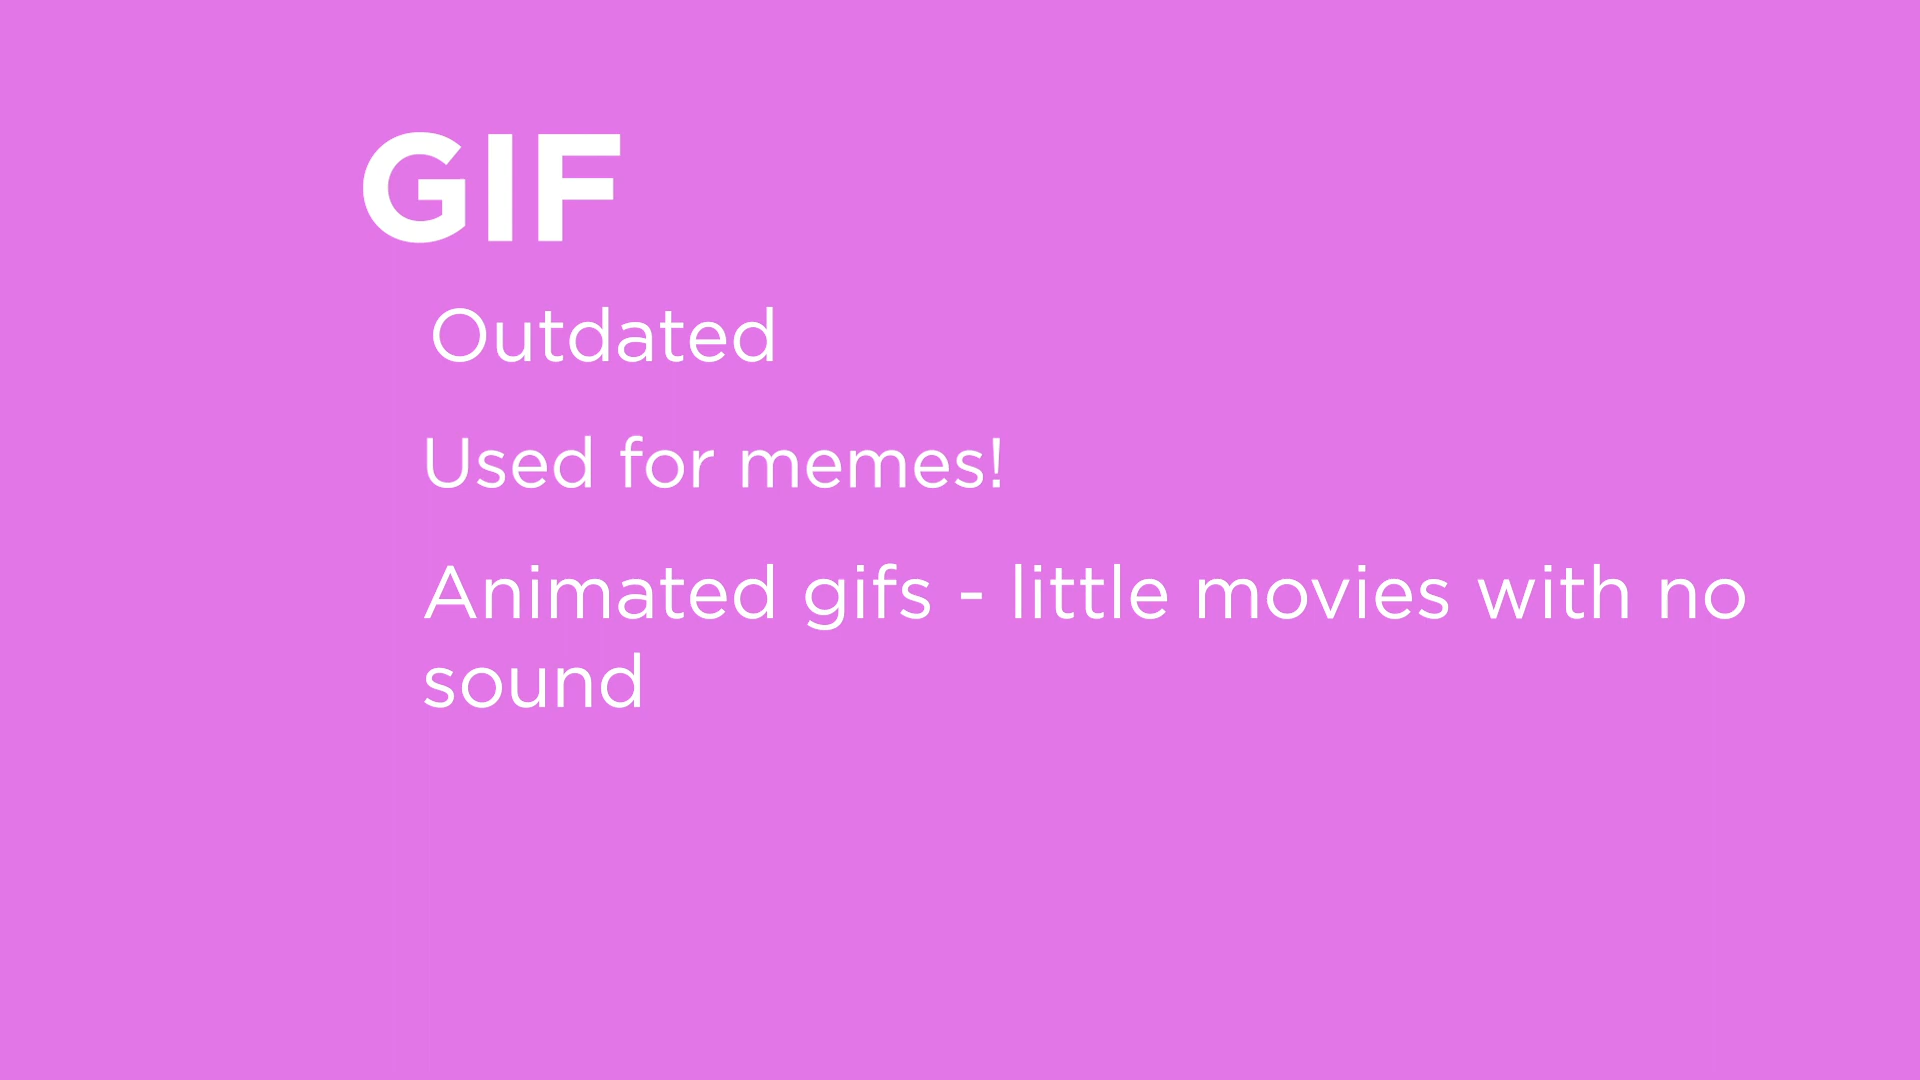 GIF
Outdated
Used for memes!
Animated gifs - little movies with no
sound